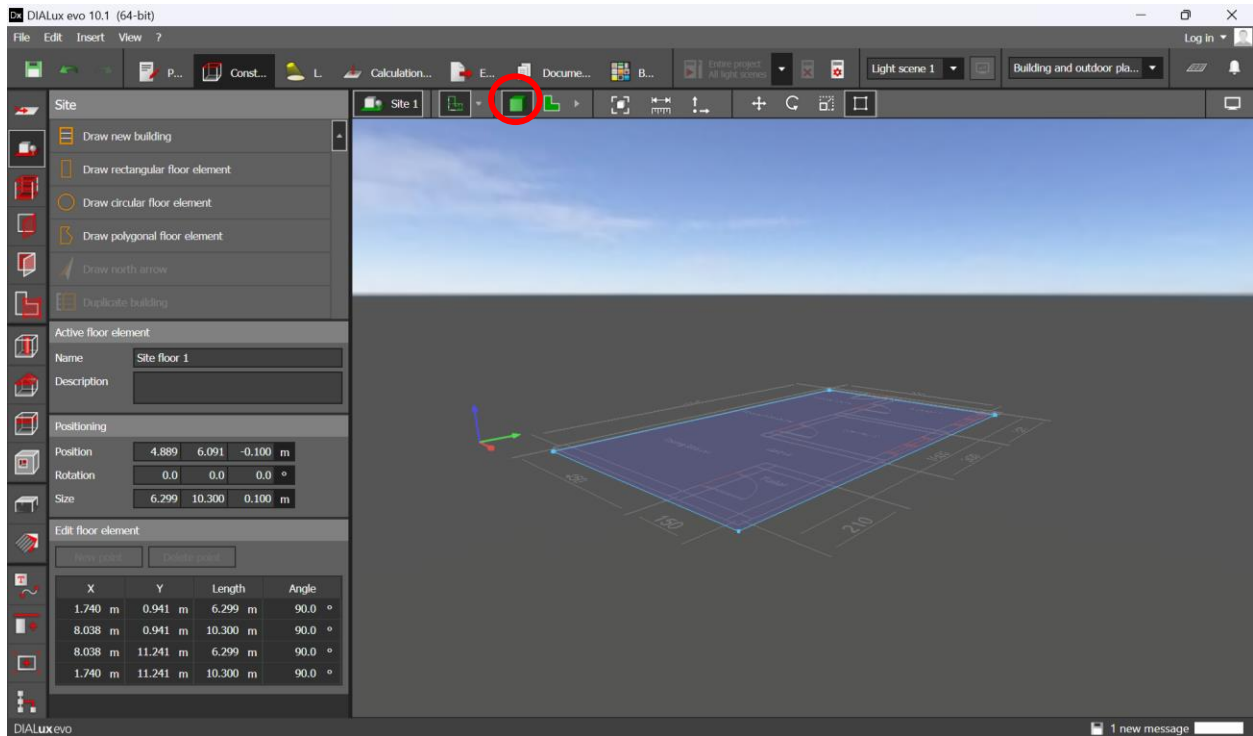 Dx DIALux evo 10.1 (64-bit)
File Edit Insert View ?
Log in
P... Const... L Calculation... E... Docume... B... Entire project Light scene 1 Building and outdoor pla...
All light scenes
Site
Site 1
Draw new building
Draw rectangular floor element
Draw circular floor element
Draw polygonal floor element
Draw north arrow
Duplicate building
Active floor element
Name Site floor 1
Description
Positioning
Position 4.889 6.091 -0.100 m
Rotation 0.0 0.0 0.0 °
Size 6.299 10.300 0.100 m
Edit floor element
New point Delete point
X Y Length Angle
1.740 m 0.941 m 6.299 m 90.0 °
8.038 m 0.941 m 10.300 m 90.0 °
8.038 m 11.241 m 6.299 m 90.0 °
1.740 m 11.241 m 10.300 m 90.0 °
150
210
DIALux evo
1 new message